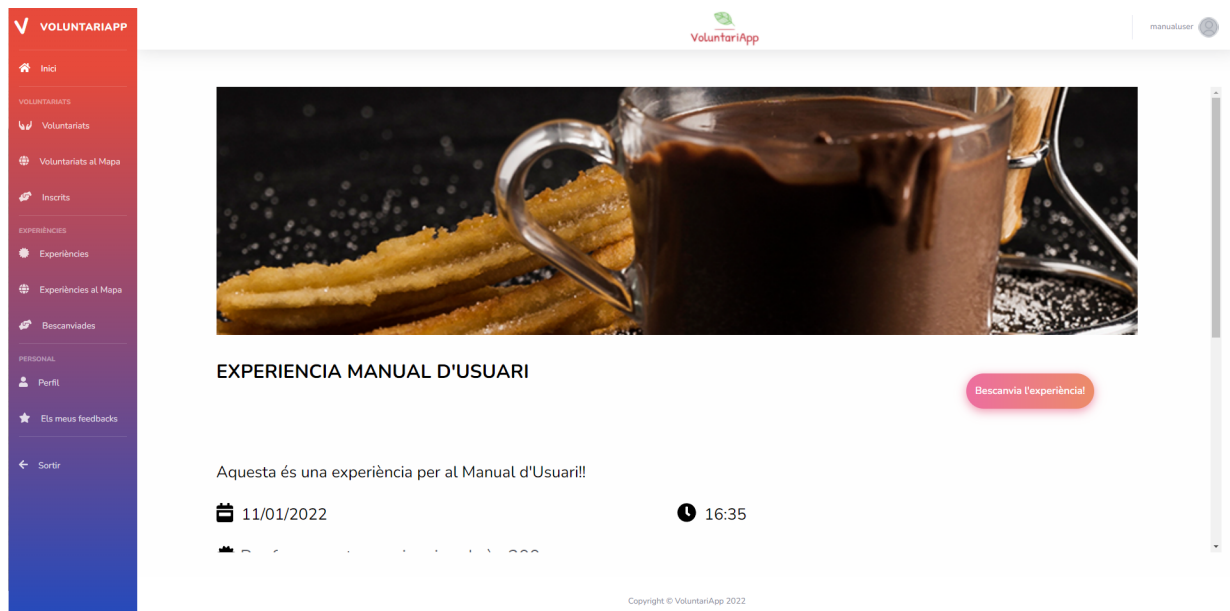 VOLUNTARIAPP
VoluntariApp
manualuser
Inici
VOLUNTARIATS
Voluntariats
Voluntariats al Mapa
Inscrits
EXPERIÈNCIES
Experiències
Experiències al Mapa
Bescanviades
PERSONAL
Perfil
Els meus feedbacks
Sortir
EXPERIENCIA MANUAL D'USUARI
Bescanvia l'experiència!
Aquesta és una experiència per al Manual d'Usuari!!
11/01/2022
16:35
Copyright © VoluntariApp 2022